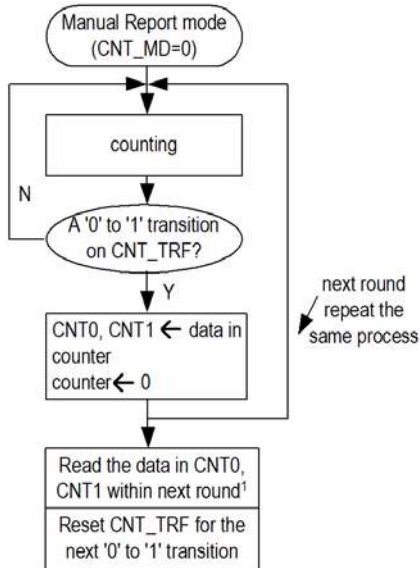 Manual Report mode
(CNT_MD=0)
counting
N
A '0' to '1' transition
on CNT_TRF?
Y
next round
repeat the
same process
CNT0, CNT1 ← data in
counter
counter ← 0
Read the data in CNT0,
CNT1 within next round¹
Reset CNT_TRF for the
next '0' to '1' transition